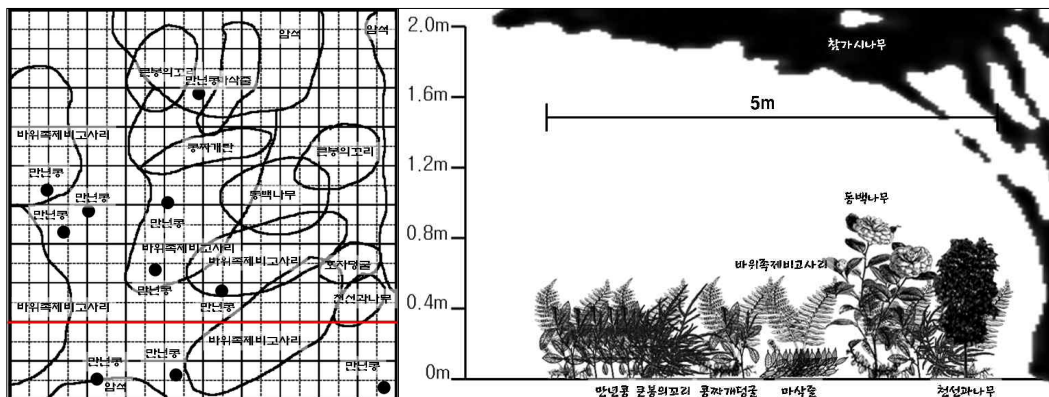 암석
암석
큰봉의꼬리
만년콩
마삭줄
바위족제비고사리
콩짜개란
큰봉의꼬리
만년콩
만년콩
동백나무
만년콩
만년콩
바위족제비고사리
바위족제비고사리
모자덩굴
만년콩
만년콩
천선과나무
바위족제비고사리
바위족제비고사리
만년콩
만년콩
만년콩
암석
2.0m
참가시나무
1.6m
5m
1.2m
동백나무
0.8m
바위족제비고사리
0.4m
0m
만년콩 큰봉의꼬리 콩짜개덩굴 마삭줄 천선과나무